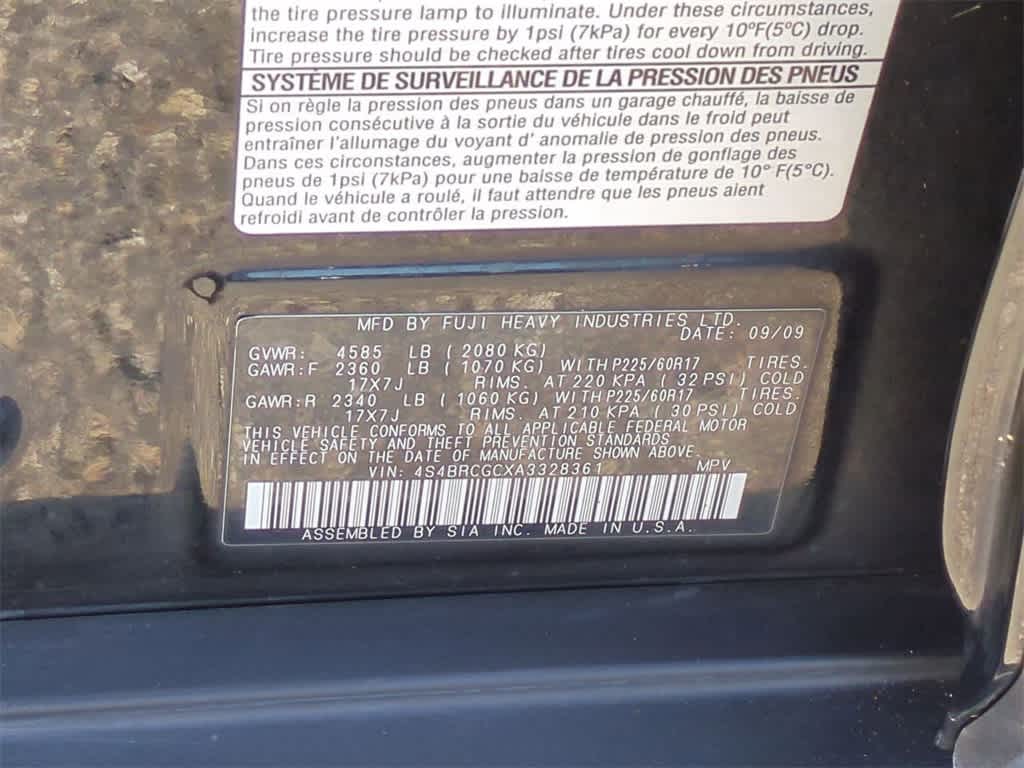 the tire pressure lamp to illuminate. Under these circumstances,
increase the tire pressure by 1psi (7kPa) for every 10ºF(5ºC) drop.
Tire pressure should be checked after tires cool down from driving.
SYSTÈME DE SURVEILLANCE DE LA PRESSION DES PNEUS
Si on règle la pression des pneus dans un garage chauffé, la baisse de
pression consécutive à la sortie du véhicule dans le froid peut
entraîner l'allumage du voyant d' anomalie de pression des pneus.
Dans ces circonstances, augmenter la pression de gonflage des
pneus de 1psi (7kPa) pour une baisse de température de 10° F(5°C).
Quand le véhicule a roulé, il faut attendre que les pneus aient
refroidi avant de contrôler la pression.
MFD BY FUJI HEAVY INDUSTRIES LTD.
DATE: 09/09
GVWR: 4585 LB ( 2080 KG)
GAWR:F 2360 LB ( 1070 KG) WITH P225/60R17 TIRES.
17X7J RIMS. AT 220 KPA ( 32 PSI) COLD
GAWR:R 2340 LB ( 1060 KG) WITH P225/60R17 TIRES.
17X7J RIMS. AT 210 KPA ( 30 PSI) COLD
THIS VEHICLE CONFORMS TO ALL APPLICABLE FEDERAL MOTOR
VEHICLE SAFETY AND THEFT PREVENTION STANDARDS
IN EFFECT ON THE DATE OF MANUFACTURE SHOWN ABOVE.
VIN: 4S4BRCGCXA3328361 MPV
ASSEMBLED BY SIA INC. MADE IN U.S.A.